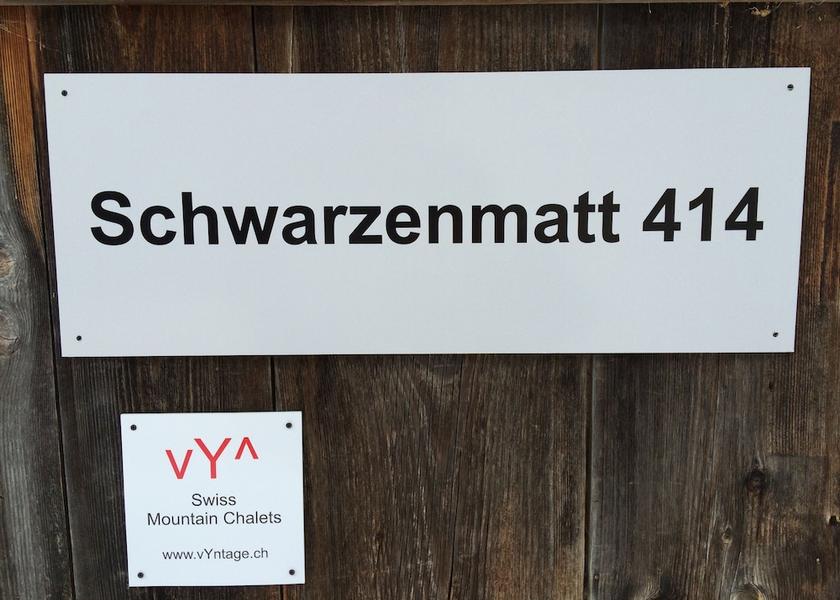 Schwarzenmatt 414
vY^
Swiss
Mountain Chalets
www.vYntage.ch